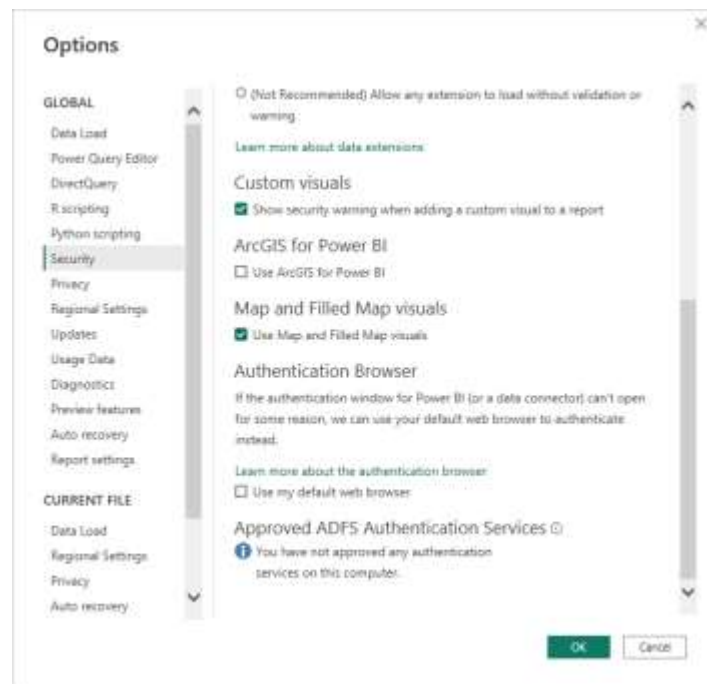 Options
GLOBAL
Data Load
Power Query Editor
DirectQuery
R scripting
Python scripting
Security
Privacy
Regional Settings
Updates
Usage Data
Diagnostics
Preview features
Auto recovery
Report settings
CURRENT FILE
Data Load
Regional Settings
Privacy
Auto recovery
(Not Recommended) Allow any extension to load without validation or
warning
Learn more about data extensions
Custom visuals
Show security warning when adding a custom visual to a report
ArcGIS for Power BI
Use ArcGIS for Power BI
Map and Filled Map visuals
Use Map and Filled Map visuals
Authentication Browser
If the authentication window for Power BI (or a data connector) can't open
for some reason, we can use your default web browser to authenticate
instead.
Learn more about the authentication browser
Use my default web browser
Approved ADFS Authentication Services
You have not approved any authentication
services on this computer.
OK
Cancel